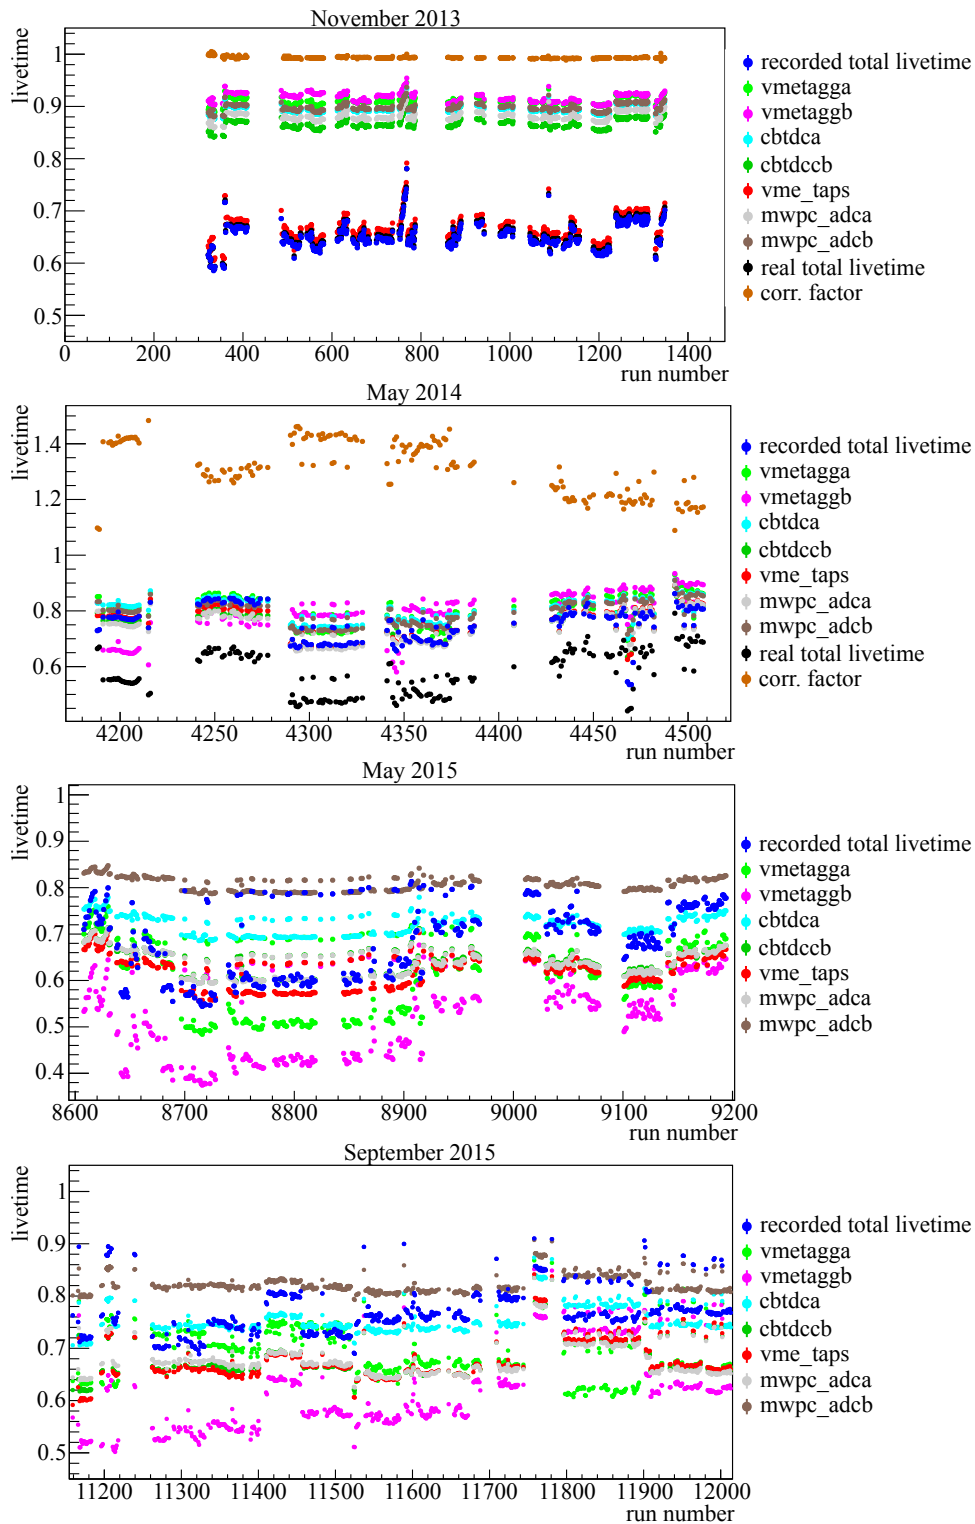 November 2013
livetime
1
0.9
0.8
0.7
0.6
0.5
0 200 400 600 800 1000 1200 1400
run number
recorded total livetime
vmetagga
vmetaggb
cbtdca
cbtdccb
vme_taps
mwpc_adca
mwpc_adcb
real total livetime
corr. factor
May 2014
livetime
1.4
1.2
1
0.8
0.6
4200 4250 4300 4350 4400 4450 4500
run number
recorded total livetime
vmetagga
vmetaggb
cbtdca
cbtdccb
vme_taps
mwpc_adca
mwpc_adcb
real total livetime
corr. factor
May 2015
livetime
1
0.9
0.8
0.7
0.6
0.5
0.4
8600 8700 8800 8900 9000 9100 9200
run number
recorded total livetime
vmetagga
vmetaggb
cbtdca
cbtdccb
vme_taps
mwpc_adca
mwpc_adcb
September 2015
livetime
1
0.9
0.8
0.7
0.6
0.5
11200 11300 11400 11500 11600 11700 11800 11900 12000
run number
recorded total livetime
vmetagga
vmetaggb
cbtdca
cbtdccb
vme_taps
mwpc_adca
mwpc_adcb